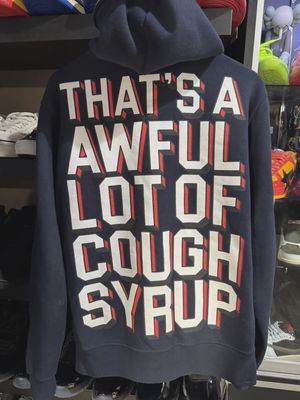 THAT'S A
AWFUL
LOT OF
COUGH
SYRUP